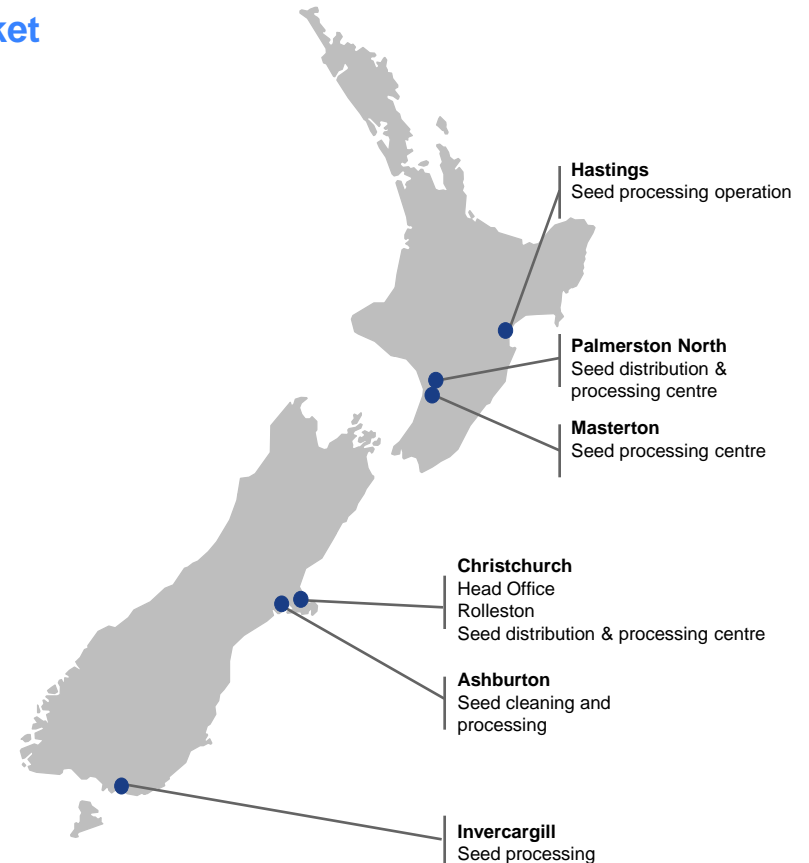 ket
Hastings
Seed processing operation
Palmerston North
Seed distribution &
processing centre
Masterton
Seed processing centre
Christchurch
Head Office
Rolleston
Seed distribution & processing centre
Ashburton
Seed cleaning and
processing
Invercargill
Seed processing